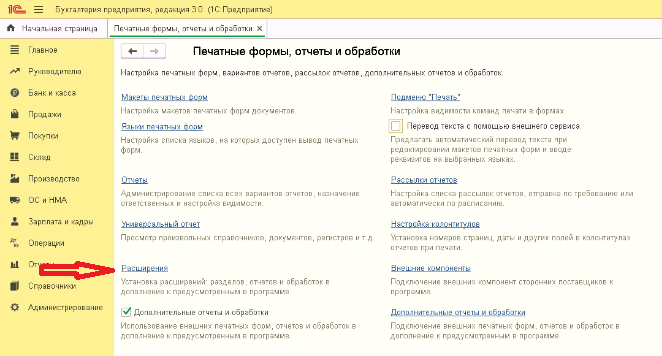 1С Бухгалтерия предприятия, редакция 3.0 (1С:Предприятие)
Начальная страница
Печатные формы, отчеты и обработки ×
Главное
Руководителю
Банк и касса
Продажи
Покупки
Склад
Производство
ОС и НМА
Зарплата и кадры
Операции
Справочники
Администрирование
Печатные формы, отчеты и обработки
Настройка печатных форм, вариантов отчетов, рассылок отчетов, дополнительных отчетов и обработок.
Макеты печатных форм
Настройка макетов печатных форм документов.
Языки печатных форм
Настройка списка языков, на которых доступен вывод печатных
форм.
Отчеты
Администрирование списка всех вариантов отчетов, назначение
ответственных и настройка видимости.
Универсальный отчет
Просмотр произвольных справочников, документов, регистров и т.д.
Расширения
Установка расширений: разделов, отчетов и обработок в
дополнение к предусмотренным в программе.
Дополнительные отчеты и обработки
Использование внешних печатных форм, отчетов и обработок в
дополнение к предусмотренным в программе.
Подменю "Печать"
Настройка видимости команд печати в формах
Перевод текста с помощью внешнего сервиса
Предлагать автоматический перевод текста при
редактировании макетов печатных форм и вводе
реквизитов на выбранных языках.
Рассылки отчетов
Настройка списка рассылок отчетов, отправка по требованию или
автоматически по расписанию.
Настройка колонтитулов
Установка номеров страниц, даты и других полей в колонтитулах
отчетов при печати.
Внешние компоненты
Подключение внешних компонент сторонних поставщиков к
программе.
Дополнительные отчеты и обработки
Подключение внешних печатных форм, отчетов и обработок в
дополнение к предусмотренным в программе.